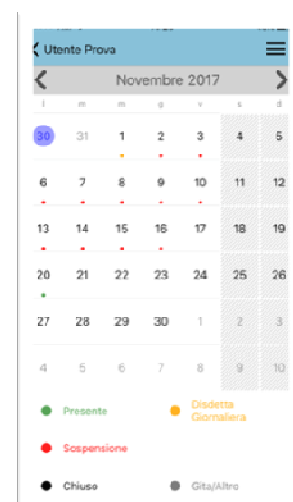 Utente Prova
Novembre 2017
l m m g v s d
30 31 1 2 3 4 5
6 7 8 9 10 11 12
13 14 15 16 17 18 19
20 21 22 23 24 25 26
27 28 29 30 1 2 3
4 5 6 7 8 9 10
Presente
Disdetta
Giornaliera
Sospensione
Chiuso
Gita/Altro